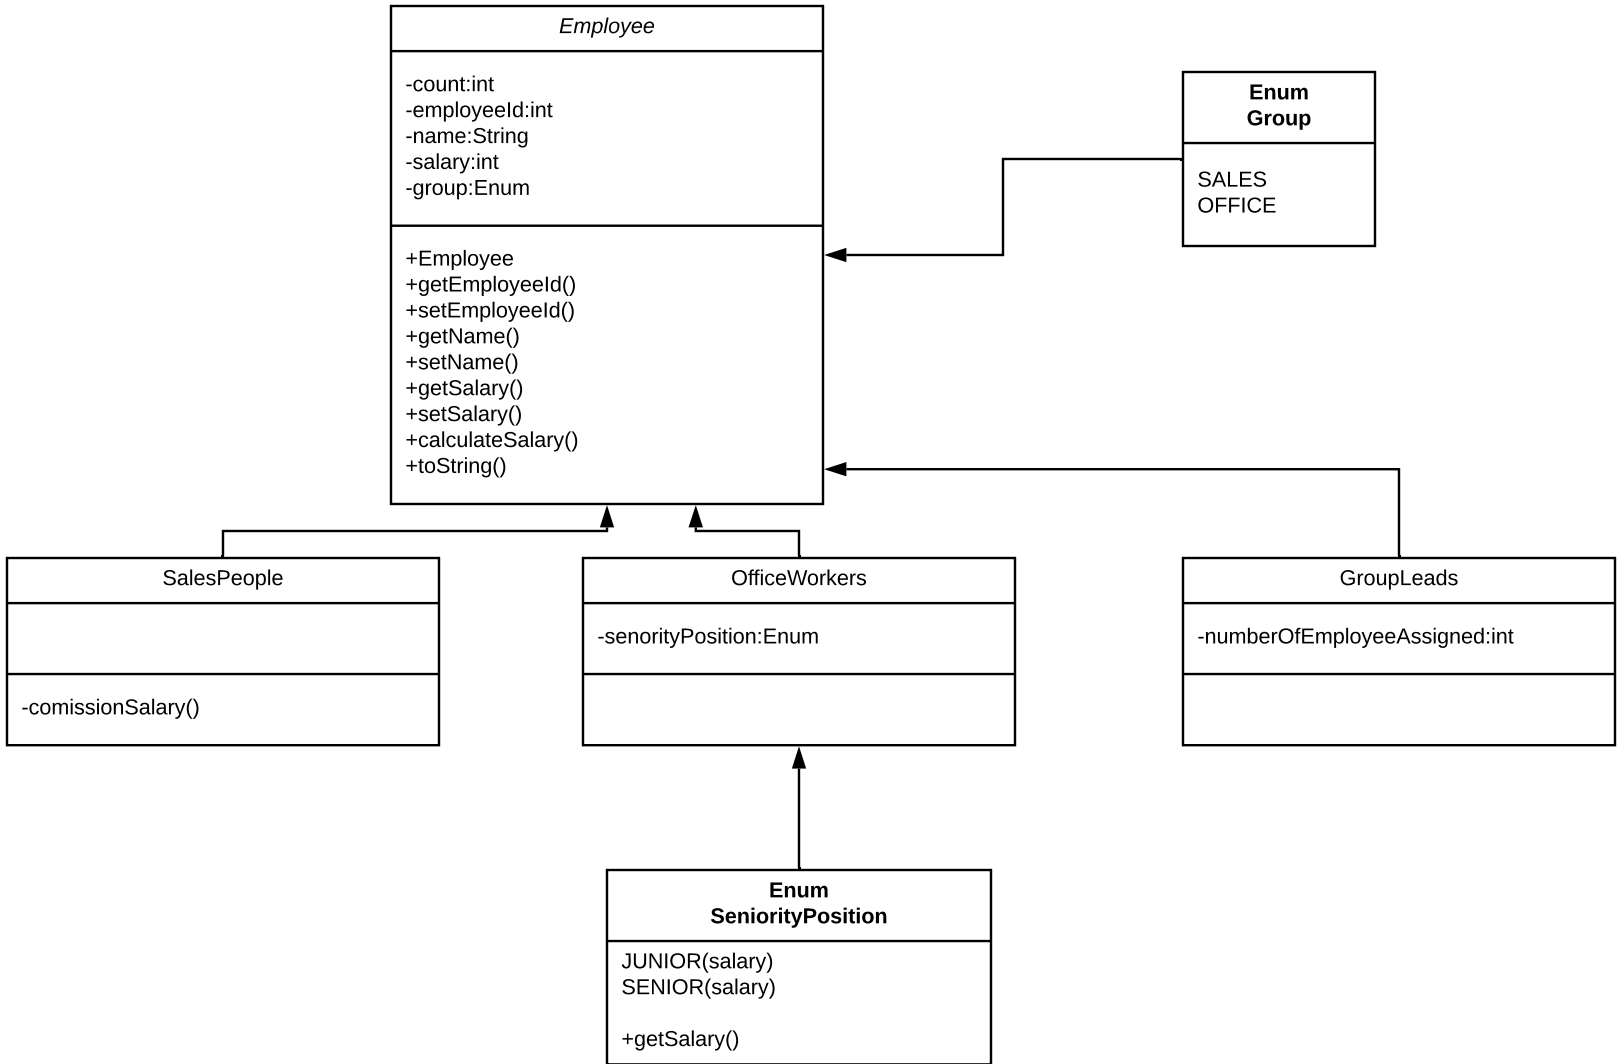 Employee
-count:int
-employeeId:int
-name:String
-salary:int
-group:Enum
+Employee
+getEmployeeId()
+setEmployeeId()
+getName()
+setName()
+getSalary()
+setSalary()
+calculateSalary()
+toString()
Enum
Group
SALES
OFFICE
SalesPeople
-comissionSalary()
OfficeWorkers
-senorityPosition:Enum
GroupLeads
-numberOfEmployeeAssigned:int
Enum
SeniorityPosition
JUNIOR(salary)
SENIOR(salary)
+getSalary()